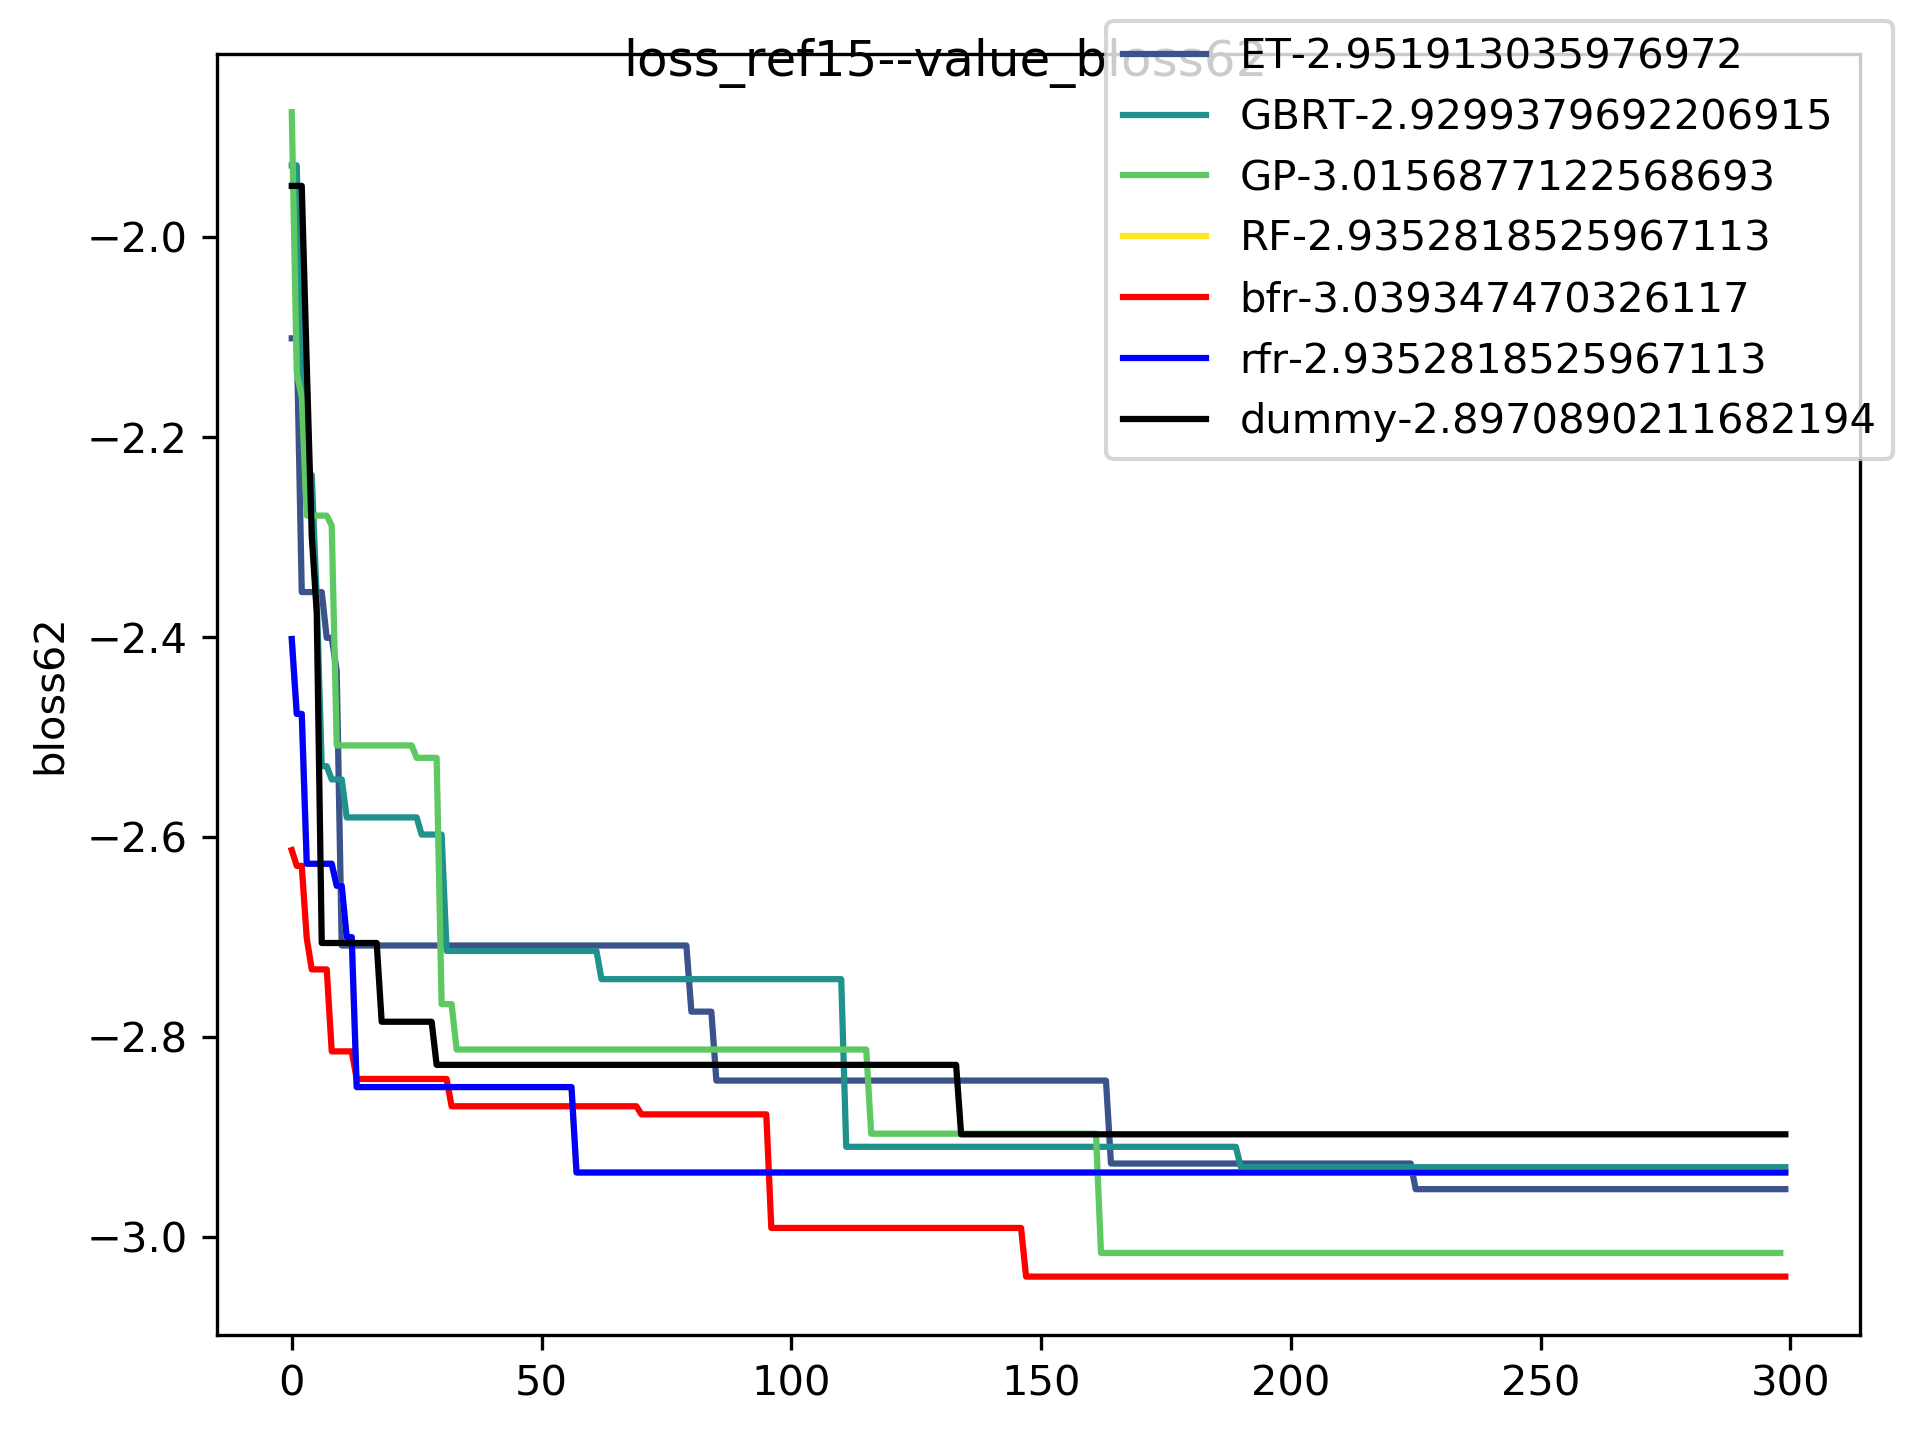 loss_ref15--value_bloss62
ET-2.951913035976972
GBRT-2.9299379692206915
GP-3.0156877122568693
RF-2.9352818525967113
bfr-3.039347470326117
rfr-2.9352818525967113
dummy-2.8970890211682194
bloss62
−2.0
−2.2
−2.4
−2.6
−2.8
−3.0
0 50 100 150 200 250 300